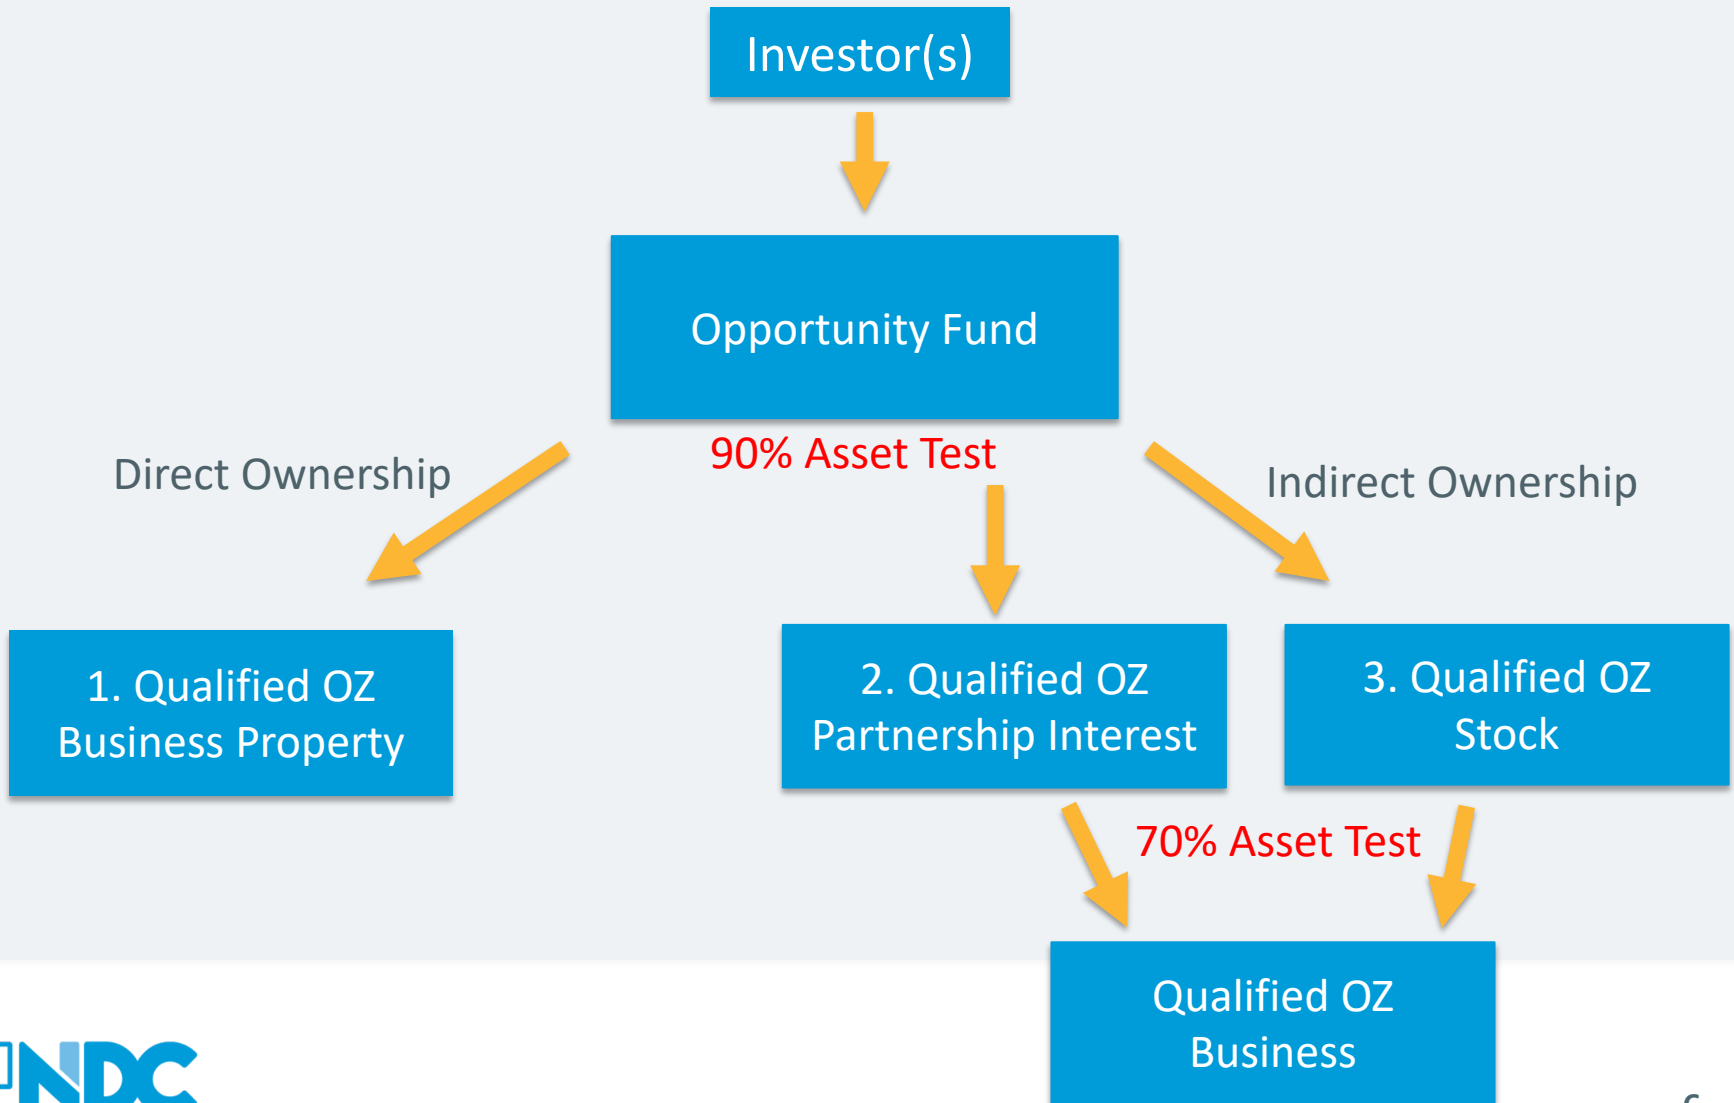 Investor(s)
Opportunity Fund
90% Asset Test
Direct Ownership
Indirect Ownership
1. Qualified OZ
Business Property
2. Qualified OZ
Partnership Interest
3. Qualified OZ
Stock
70% Asset Test
Qualified OZ
Business
NDC